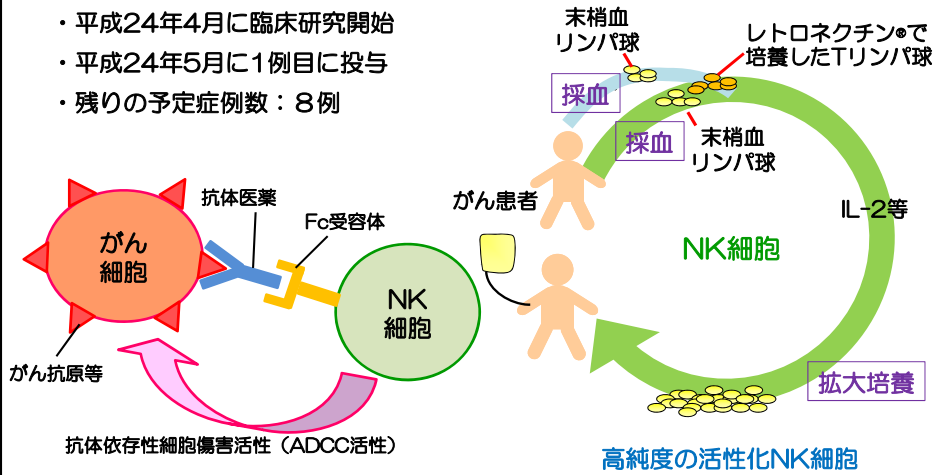 ・平成24年4月に臨床研究開始
・平成24年5月に1例目に投与
・残りの予定症例数：８例
末梢血
リンパ球
レトロネクチン®で
培養したTリンパ球
採血
採血
末梢血
リンパ球
がん患者
IL-2等
NK細胞
抗体医薬
Fc受容体
がん
細胞
NK
細胞
がん抗原等
拡大培養
抗体依存性細胞傷害活性（ADCC活性）
高純度の活性化NK細胞